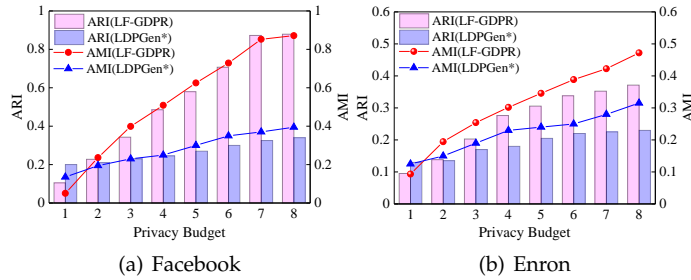 ARI(LF-GDPR)
ARI(LDPGen*)
AMI(LF-GDPR)
AMI(LDPGen*)
1
0.8
0.6
0.4
0.2
0
ARI
1
0.8
0.6
0.4
0.2
0
AMI
1 2 3 4 5 6 7 8
Privacy Budget
(a) Facebook
ARI(LF-GDPR)
ARI(LDPGen*)
AMI(LF-GDPR)
AMI(LDPGen*)
0.6
0.5
0.4
0.3
0.2
0.1
0.0
ARI
0.6
0.5
0.4
0.3
0.2
0.1
0.0
AMI
1 2 3 4 5 6 7 8
Privacy Budget
(b) Enron